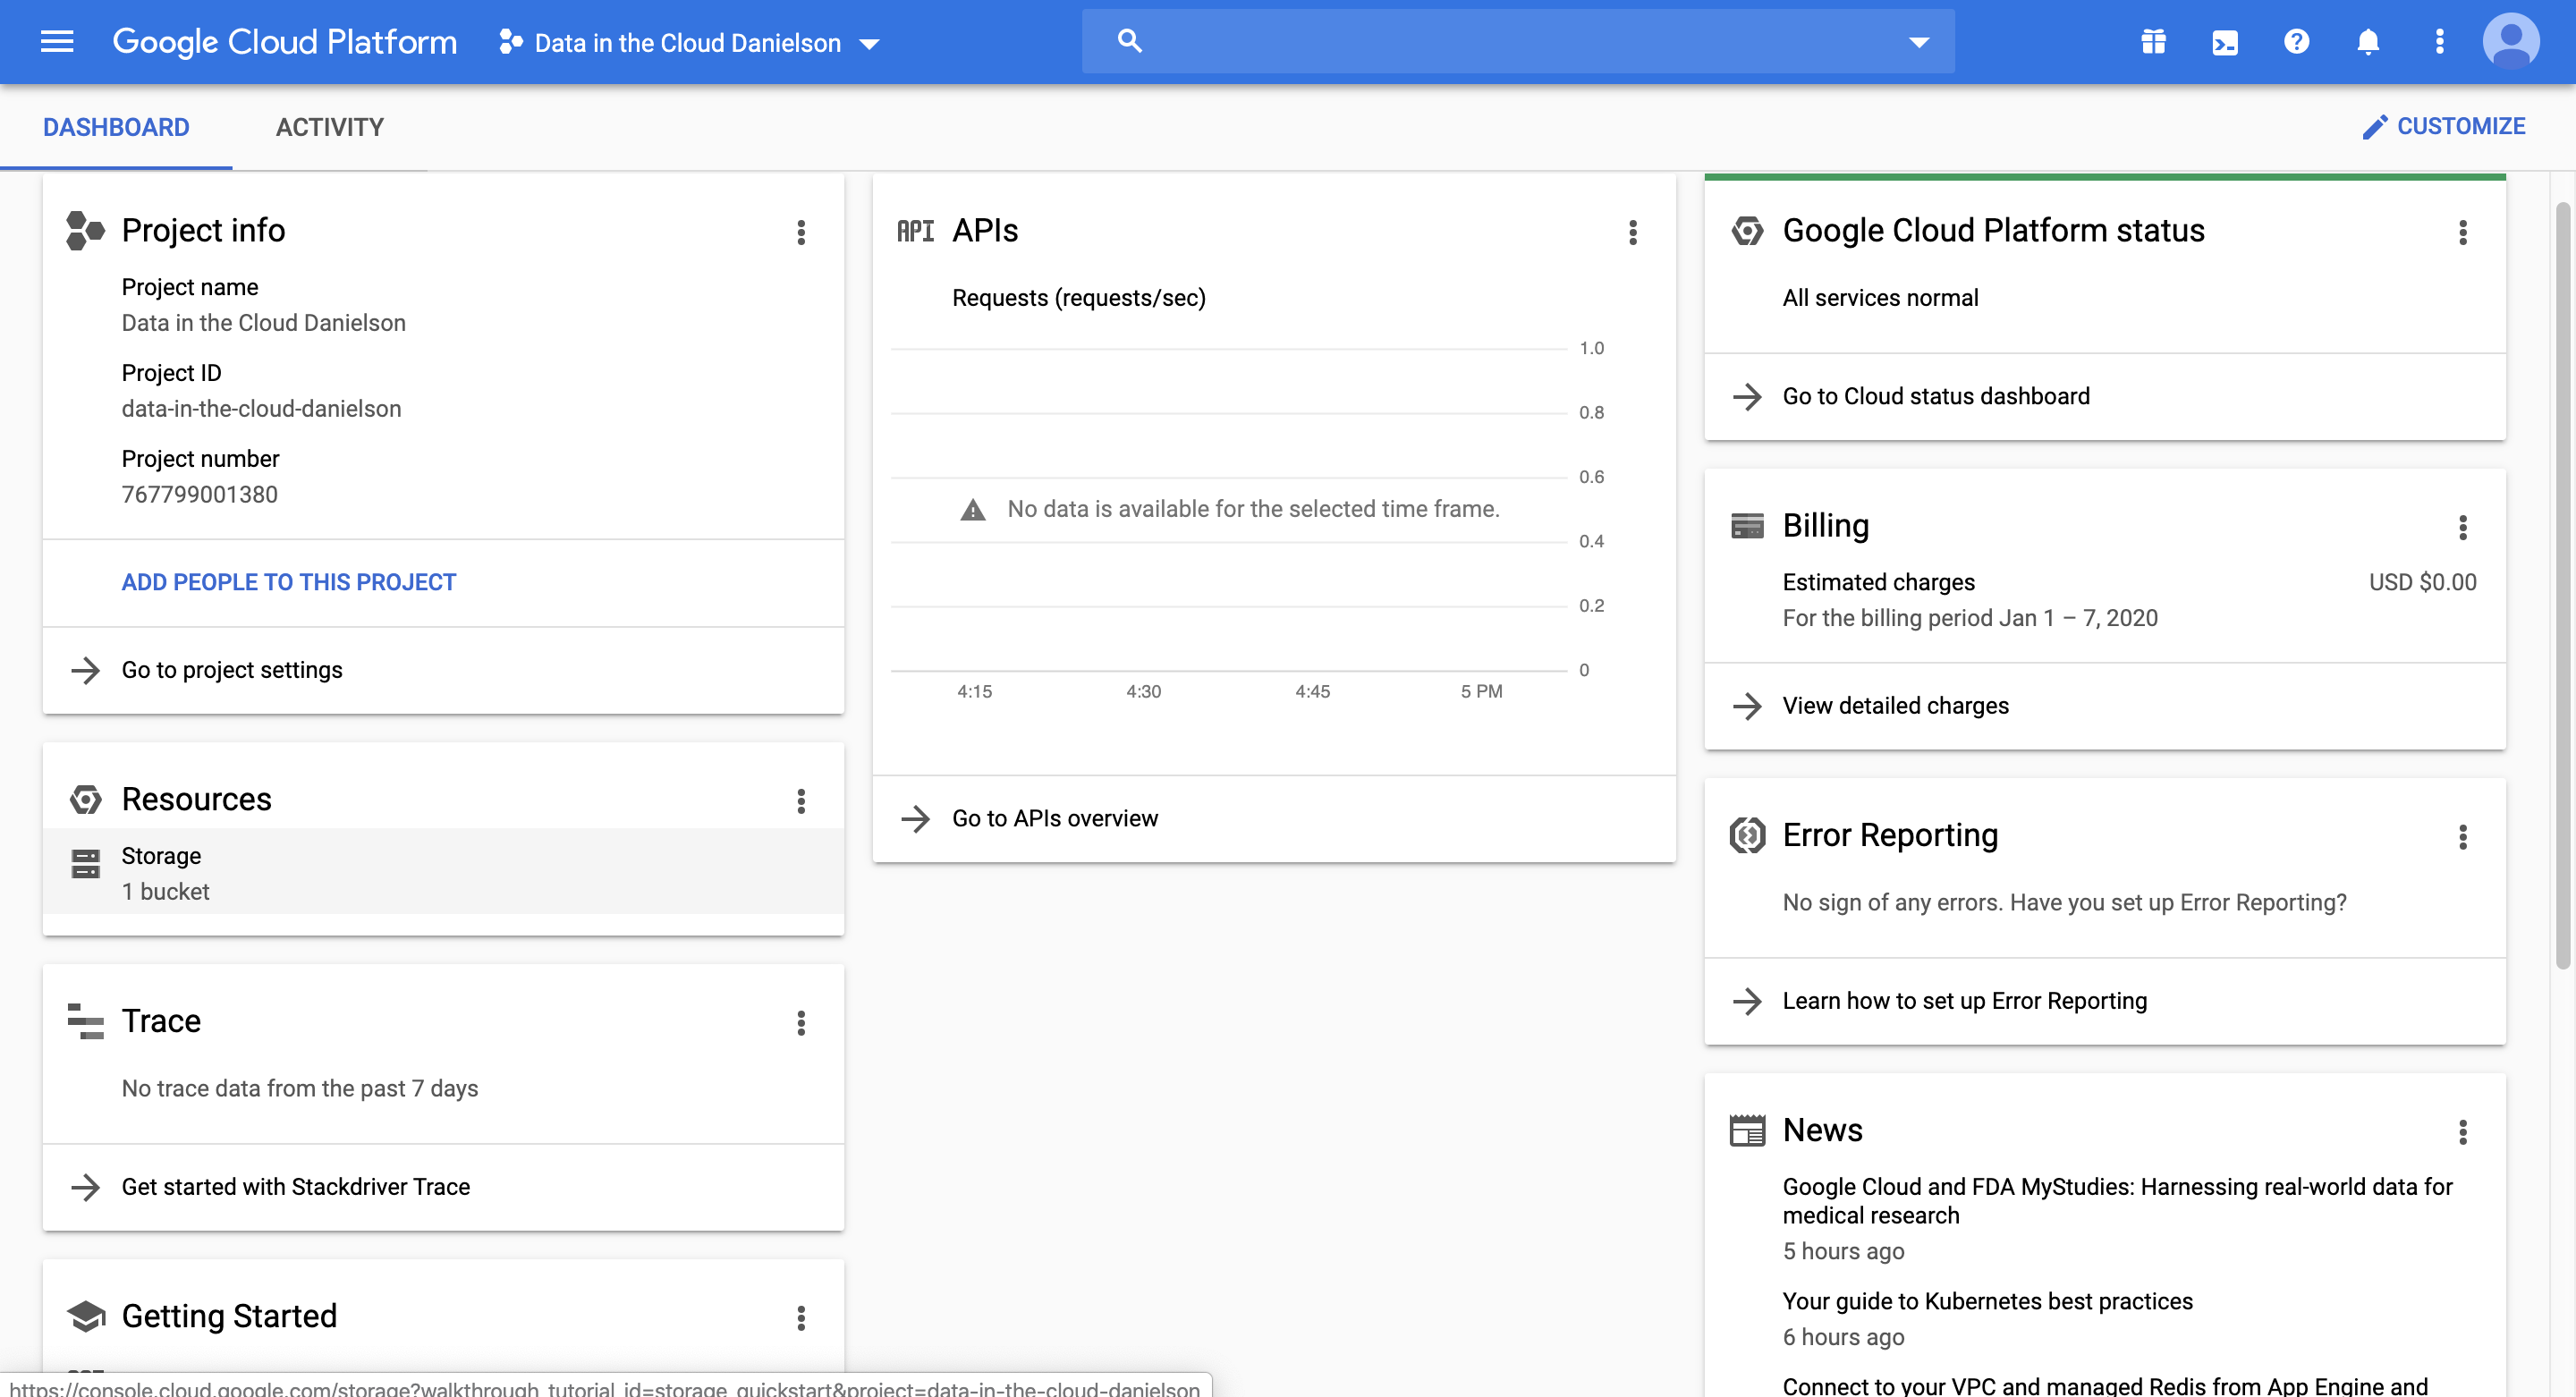 Google Cloud Platform
Data in the Cloud Danielson
DASHBOARD
ACTIVITY
CUSTOMIZE
Project info
Project name
Data in the Cloud Danielson
Project ID
data-in-the-cloud-danielson
Project number
767799001380
ADD PEOPLE TO THIS PROJECT
Go to project settings
Resources
Storage
1 bucket
Trace
No trace data from the past 7 days
Get started with Stackdriver Trace
Getting Started
API APIs
Requests (requests/sec)
1.0
0.8
0.6
No data is available for the selected time frame.
0.4
0.2
0
4:15 4:30 4:45 5 PM
Go to APIs overview
Google Cloud Platform status
All services normal
Go to Cloud status dashboard
Billing
Estimated charges USD $0.00
For the billing period Jan 1 – 7, 2020
View detailed charges
Error Reporting
No sign of any errors. Have you set up Error Reporting?
Learn how to set up Error Reporting
News
Google Cloud and FDA MyStudies: Harnessing real-world data for
medical research
5 hours ago
Your guide to Kubernetes best practices
6 hours ago
Connect to your VPC and managed Redis from App Engine and
https://console.cloud.google.com/storage?walkthrough_tutorial_id=storage_quickstart&project=data-in-the-cloud-danielson